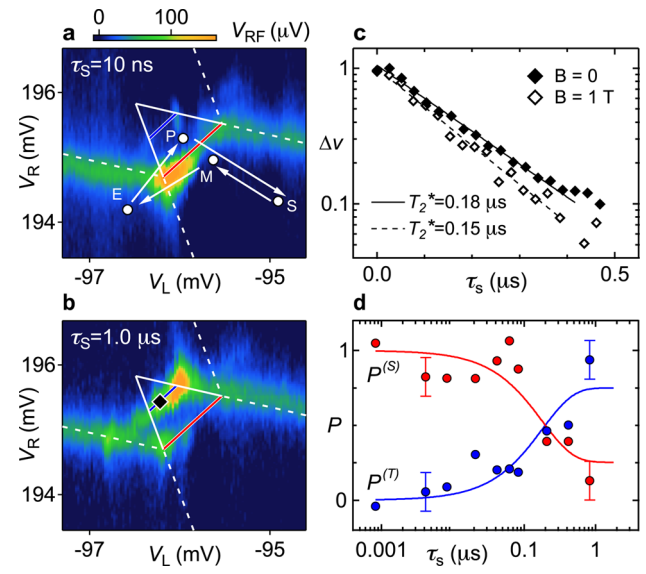 a
0
100
V_RF (μV)
τ_S=10 ns
196
194
V_R (mV)
P
M
E
S
-97
V_L (mV)
-95
b
τ_S=1.0 μs
196
194
V_R (mV)
-97
V_L (mV)
-95
c
1
0.1
Δv
B = 0
B = 1 T
T_2*=0.18 μs
T_2*=0.15 μs
0.0
0.5
τ_s (μs)
d
1
0
P
P^(S)
P^(T)
0.001
0.1
1
τ_s (μs)